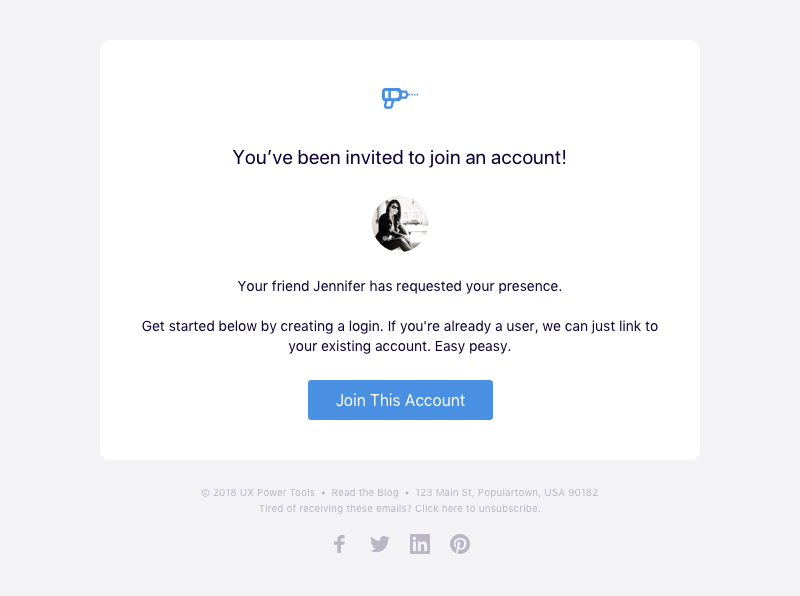 You’ve been invited to join an account!
Your friend Jennifer has requested your presence.
Get started below by creating a login. If you're already a user, we can just link to
your existing account. Easy peasy.
Join This Account
© 2018 UX Power Tools • Read the Blog • 123 Main St, Populartown, USA 90182
Tired of receiving these emails? Click here to unsubscribe.